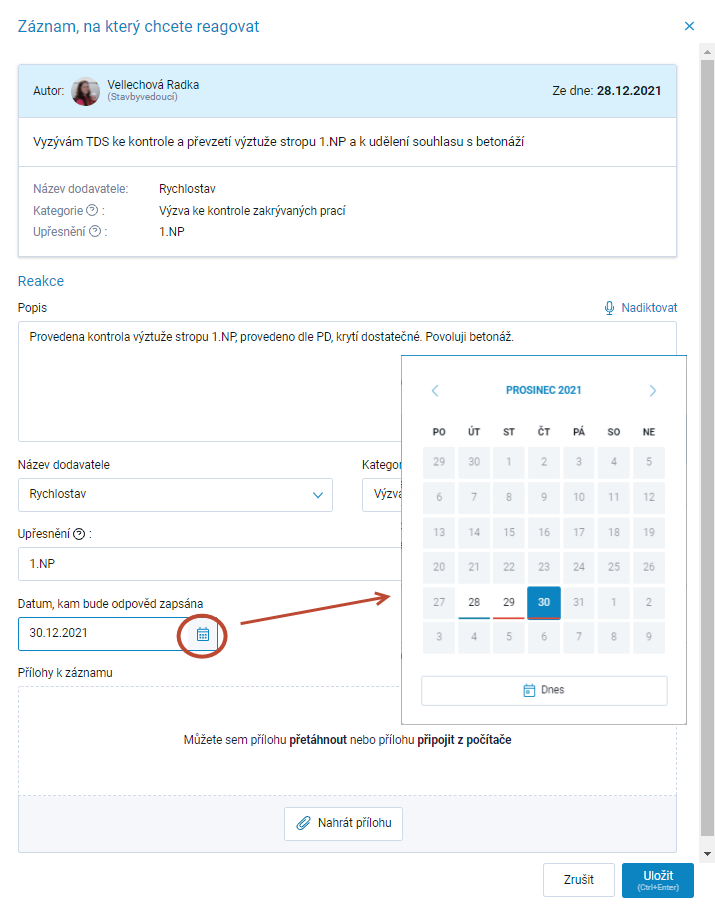 Záznam, na který chcete reagovat
Autor: Vellechová Radka
(Stavbyvedoucí)
Ze dne: 28.12.2021
Vyzývám TDS ke kontrole a převzetí výztuže stropu 1.NP a k udělení souhlasu s betonáží
Název dodavatele: Rychlostav
Kategorie ? : Výzva ke kontrole zakrývaných prací
Upřesnění ? : 1.NP
Reakce
Popis
Nadiktovat
Provedena kontrola výztuže stropu 1.NP, provedeno dle PD, krytí dostatečné. Povoluji betonáž.
Název dodavatele
Rychlostav
Upřesnění ? :
1.NP
Datum, kam bude odpověd zapsána
30.12.2021
PROSINEC 2021
PO ÚT ST ČT PÁ SO NE
29 30 1 2 3 4 5
6 7 8 9 10 11 12
13 14 15 16 17 18 19
20 21 22 23 24 25 26
27 28 29 30 31 1 2
3 4 5 6 7 8 9
Dnes
Přílohy k záznamu
Můžete sem přílohu přetáhnout nebo přílohu připojit z počítače
Nahrát přílohu
Zrušit
Uložit
(Ctrl+Enter)